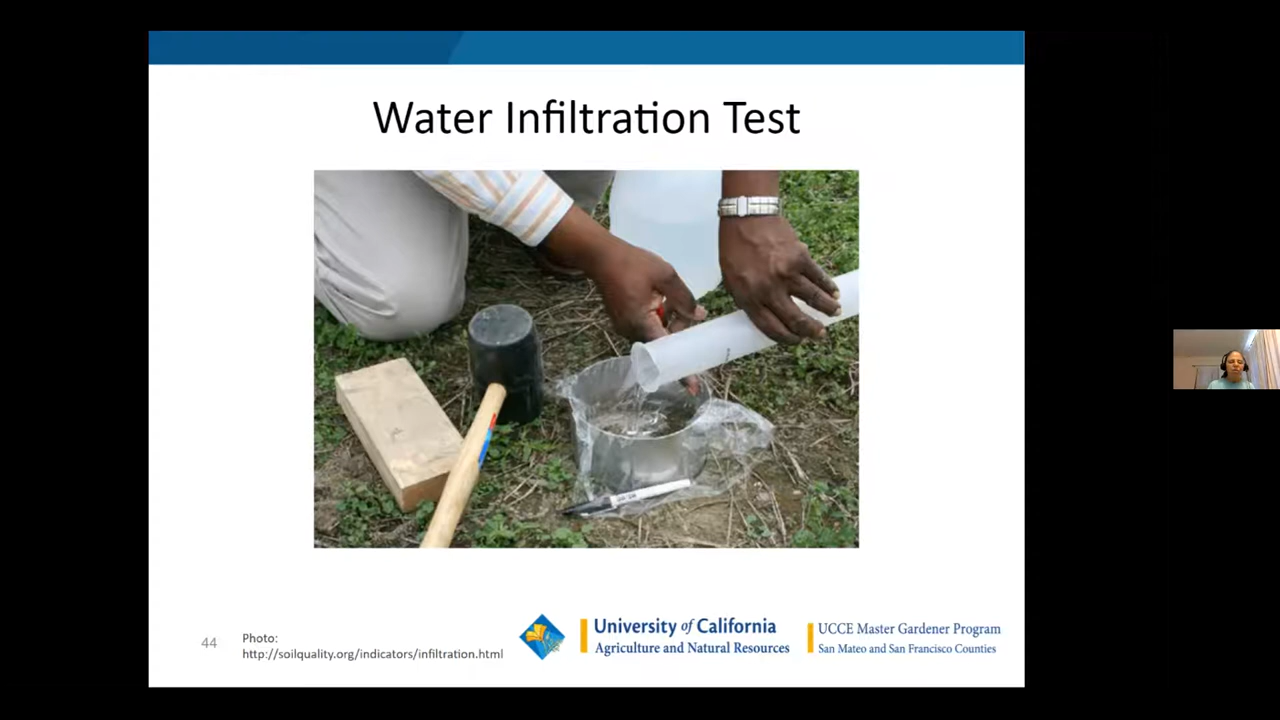 Water Infiltration Test
44
Photo:
http://soilquality.org/indicators/infiltration.html
University of California
Agriculture and Natural Resources
UCCE Master Gardener Program
San Mateo and San Francisco Counties